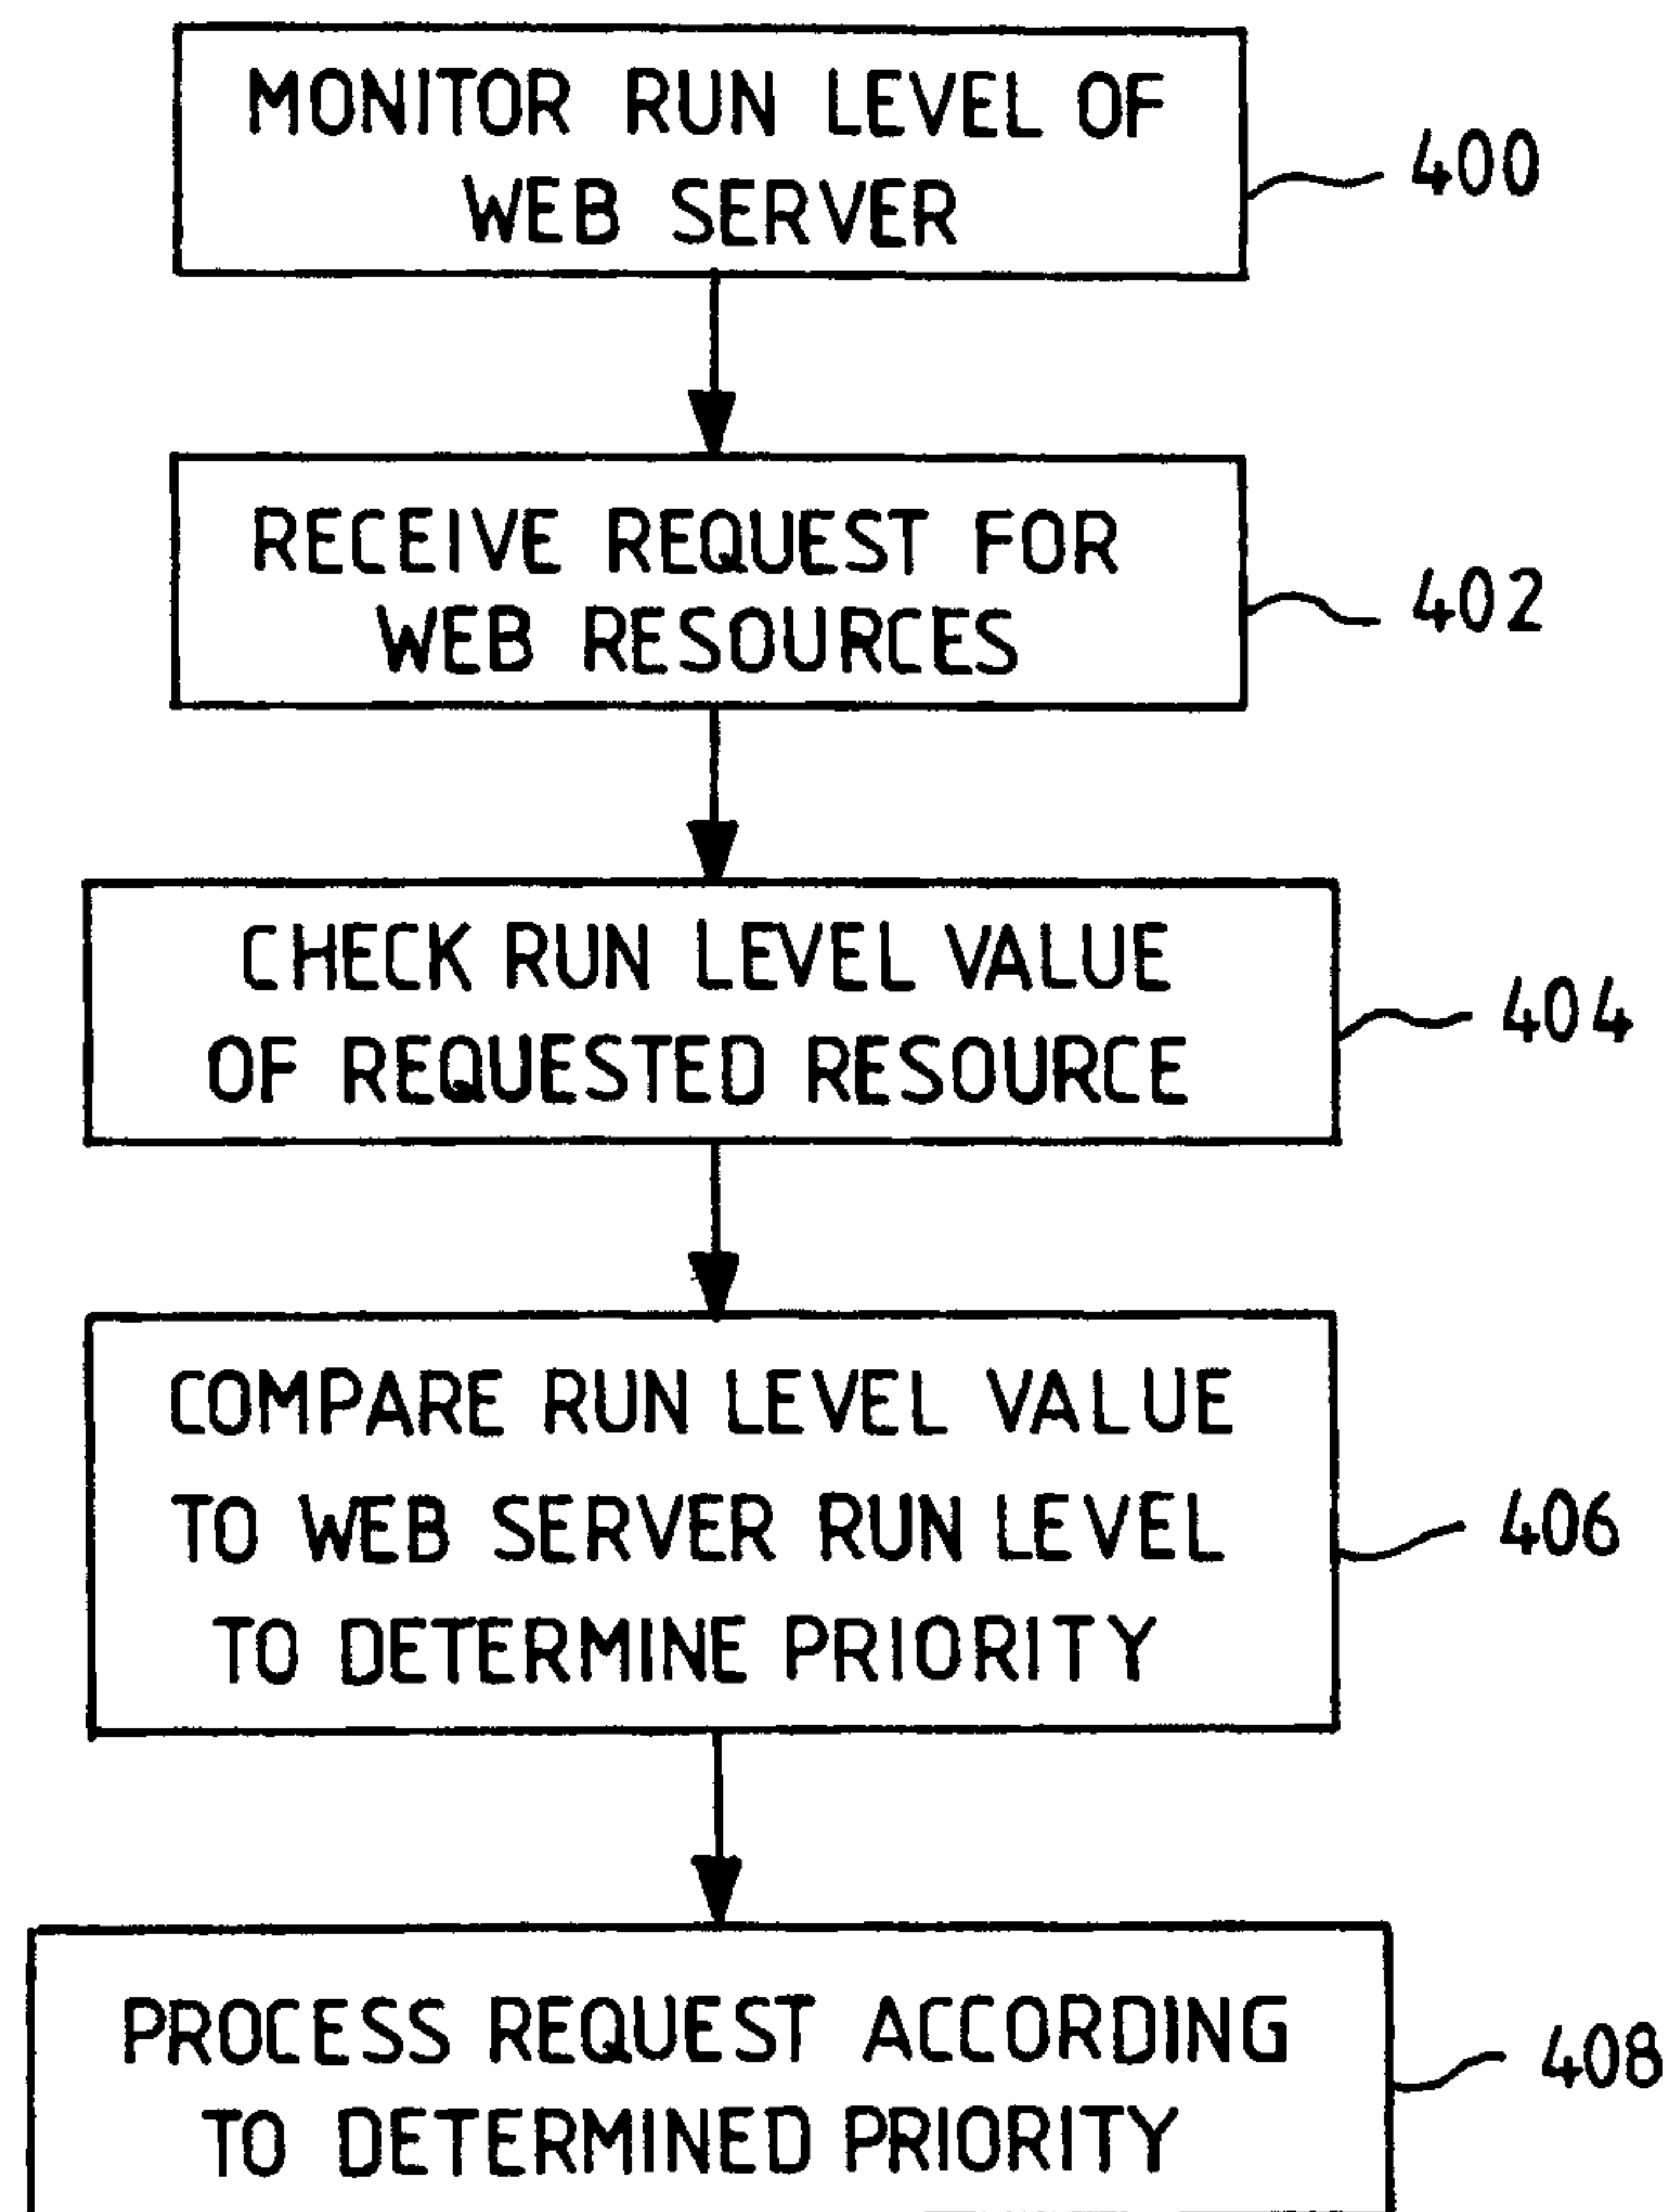 MONITOR RUN LEVEL OF
WEB SERVER
400
RECEIVE REQUEST FOR
WEB RESOURCES
402
CHECK RUN LEVEL VALUE
OF REQUESTED RESOURCE
404
COMPARE RUN LEVEL VALUE
TO WEB SERVER RUN LEVEL
TO DETERMINE PRIORITY
406
PROCESS REQUEST ACCORDING
TO DETERMINED PRIORITY
408